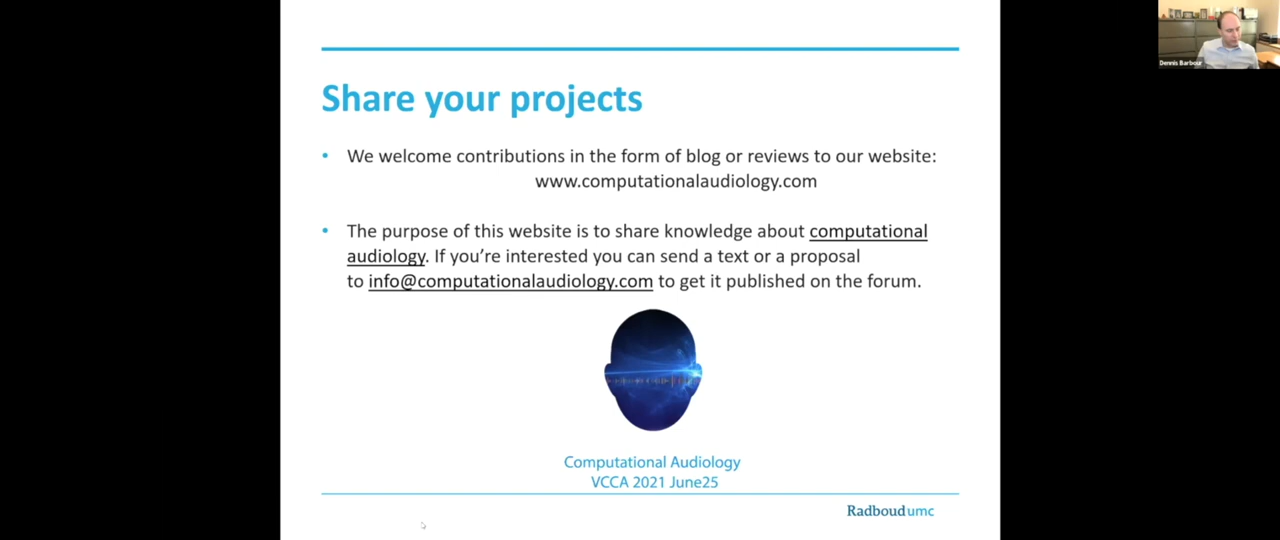 Dennis Barbour
Share your projects
• We welcome contributions in the form of blog or reviews to our website:
www.computationalaudiology.com
• The purpose of this website is to share knowledge about computational
audiology. If you’re interested you can send a text or a proposal
to info@computationalaudiology.com to get it published on the forum.
Computational Audiology
VCCA 2021 June25
Radboudumc